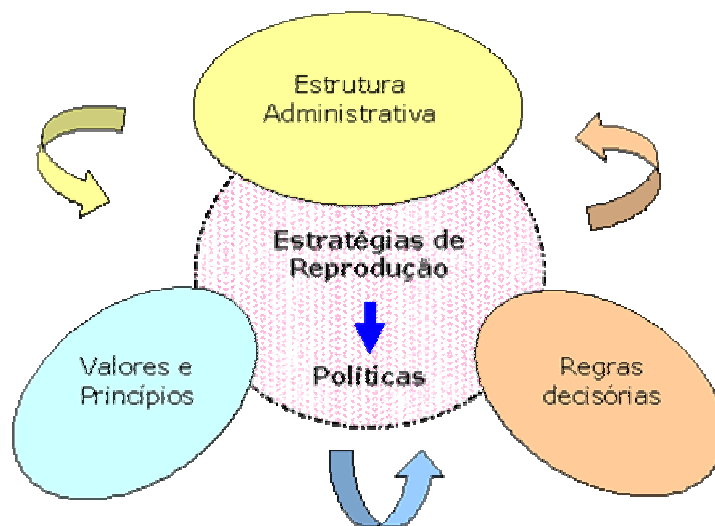 Estrutura
Administrativa
Estratégias de
Reprodução
Políticas
Valores e
Princípios
Regras
decisórias